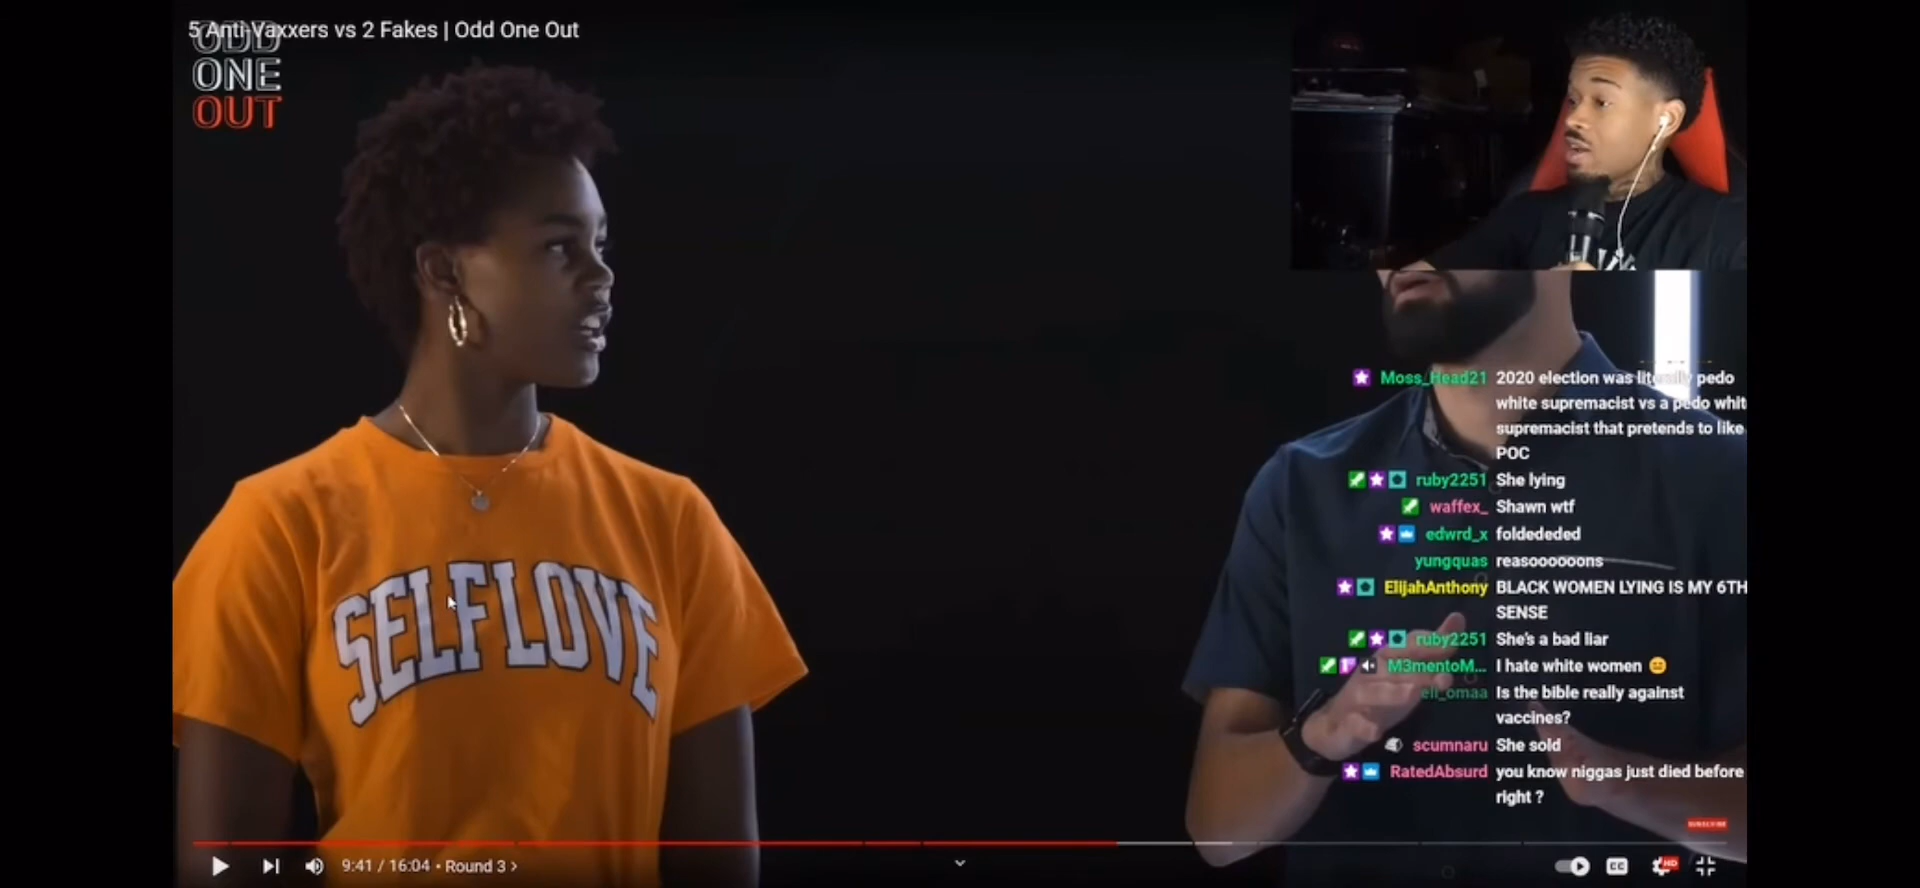 5 Anti-Vaxxers vs 2 Fakes | Odd One Out
ODD
ONE
OUT
Moss_Head21 2020 election was literally pedo
white supremacist vs a pedo whit
supremacist that pretends to like
POC
ruby2251 She lying
waffex_ Shawn wtf
edwrd_x foldededed
yungquas reasoooooons
ElijahAnthony BLACK WOMEN LYING IS MY 6TH
SENSE
ruby2251 She's a bad liar
M3mentoM... I hate white women
eli_omaa Is the bible really against
vaccines?
scumnaru She sold
RatedAbsurd you know niggas just died before
right ?
SELFLOVE
SUBSCRIBE
9:41 / 16:04 • Round 3 >
CC
HD